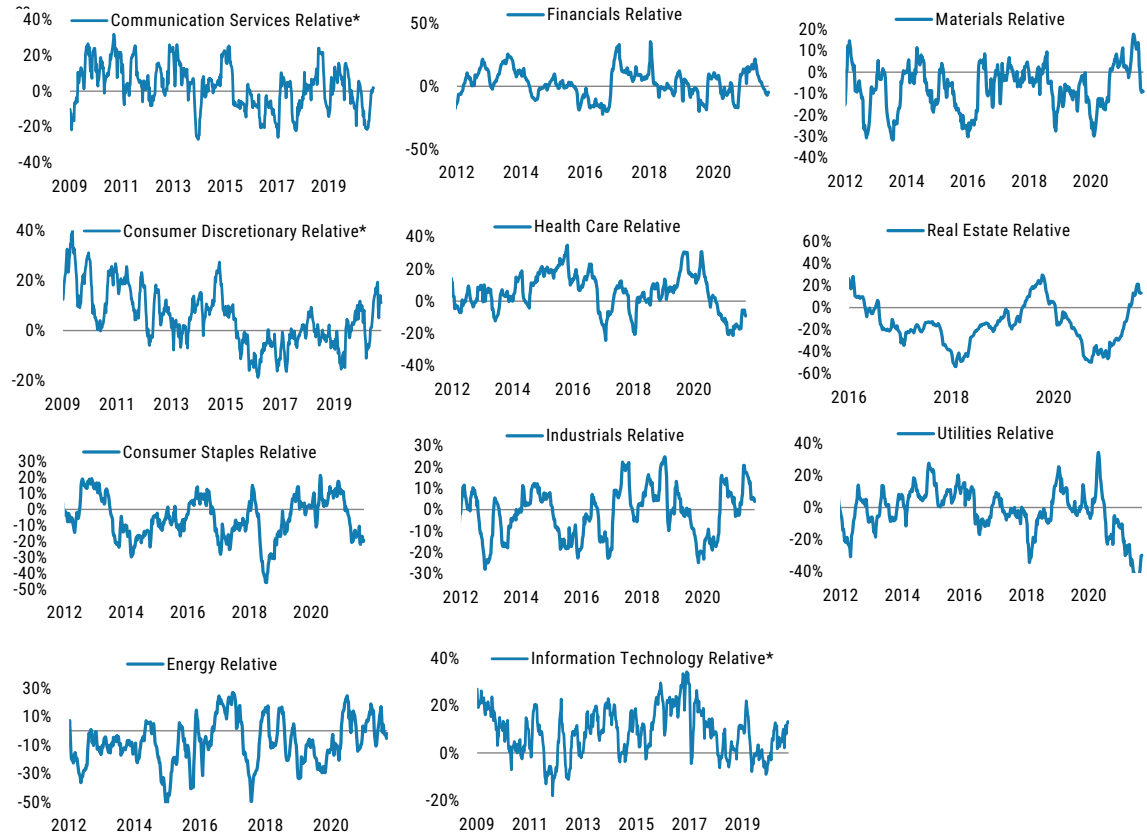 Communication Services Relative*
40%
20%
0%
-20%
-40%
2009 2011 2013 2015 2017 2019
Financials Relative
50%
0%
-50%
2012 2014 2016 2018 2020
Materials Relative
20%
10%
0%
-10%
-20%
-30%
-40%
2012 2014 2016 2018 2020
Consumer Discretionary Relative*
40%
20%
0%
-20%
2009 2011 2013 2015 2017 2019
Health Care Relative
40%
20%
0%
-20%
-40%
2012 2014 2016 2018 2020
Real Estate Relative
60%
40%
20%
0%
-20%
-40%
-60%
2016 2018 2020
Consumer Staples Relative
30%
20%
10%
0%
-10%
-20%
-30%
-40%
-50%
2012 2014 2016 2018 2020
Industrials Relative
30%
20%
10%
0%
-10%
-20%
-30%
2012 2014 2016 2018 2020
Utilities Relative
40%
20%
0%
-20%
-40%
2012 2014 2016 2018 2020
Energy Relative
30%
10%
-10%
-30%
-50%
2012 2014 2016 2018 2020
Information Technology Relative*
40%
20%
0%
-20%
2009 2011 2013 2015 2017 2019